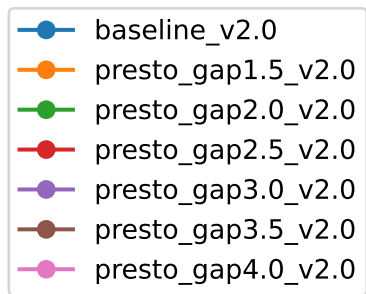 baseline_v2.0
presto_gap1.5_v2.0
presto_gap2.0_v2.0
presto_gap2.5_v2.0
presto_gap3.0_v2.0
presto_gap3.5_v2.0
presto_gap4.0_v2.0